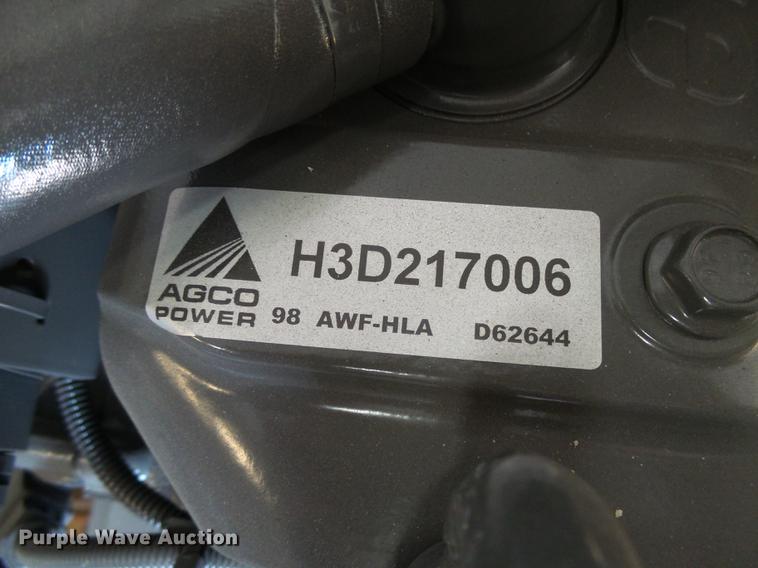 H3D217006
AGCO
POWER
98 AWF-HLA D62644
Purple Wave Auction